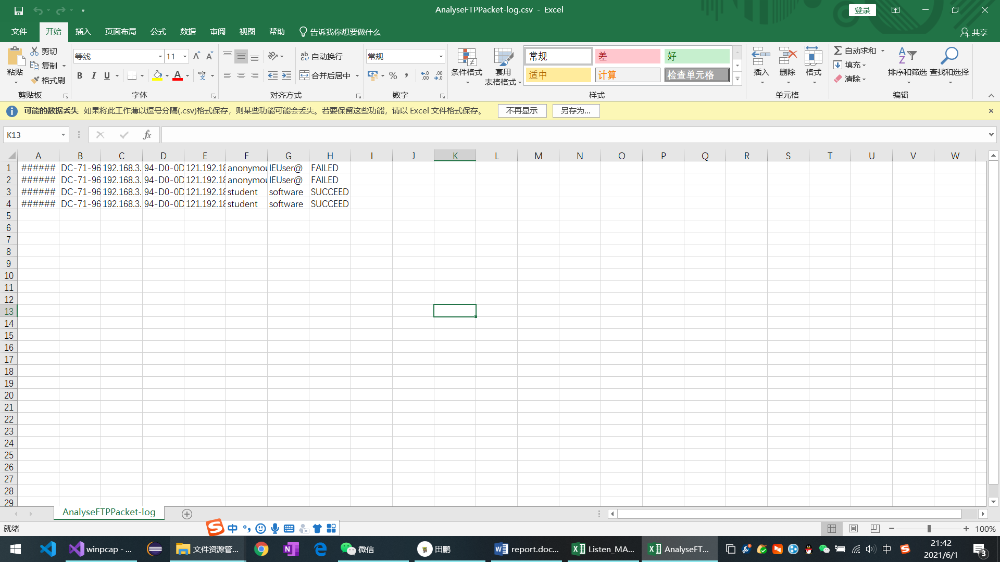 AnalyseFTPPacket-log.csv - Excel
登录
文件 开始 插入 页面布局 公式 数据 审阅 视图 帮助 告诉我你想要做什么 共享
粘贴 剪切 复制 格式刷
等线 11
B I U A wén 文
ab 自动换行
合并后居中
常规
% , .00 .0
条件格式 套用 表格格式
常规 差 好
适中 计算 检查单元格
插入 删除 格式
自动求和 填充 清除
排序和筛选 查找和选择
剪贴板 字体 对齐方式 数字 样式 单元格 编辑
可能的数据丢失 如果将此工作簿以逗号分隔(.csv)格式保存，则某些功能可能会丢失。若要保留这些功能，请以 Excel 文件格式保存。 不再显示 另存为...
K13 fx
A B C D E F G H I J K L M N O P Q R S T U V W
1 ###### DC-71-96 192.168.3. 94-D0-0D 121.192.18 anonymou IEUser@ FAILED
2 ###### DC-71-96 192.168.3. 94-D0-0D 121.192.18 anonymou IEUser@ FAILED
3 ###### DC-71-96 192.168.3. 94-D0-0D 121.192.18 student software SUCCEED
4 ###### DC-71-96 192.168.3. 94-D0-0D 121.192.18 student software SUCCEED
5
6
7
8
9
10
11
12
13
14
15
16
17
18
19
20
21
22
23
24
25
26
27
28
29
AnalyseFTPPacket-log
就绪
中
100%
winpcap - ...
文件资源管...
微信
田鹏
report.doc...
Listen_MA...
AnalyseFT...
中
21:42
2021/6/1
3